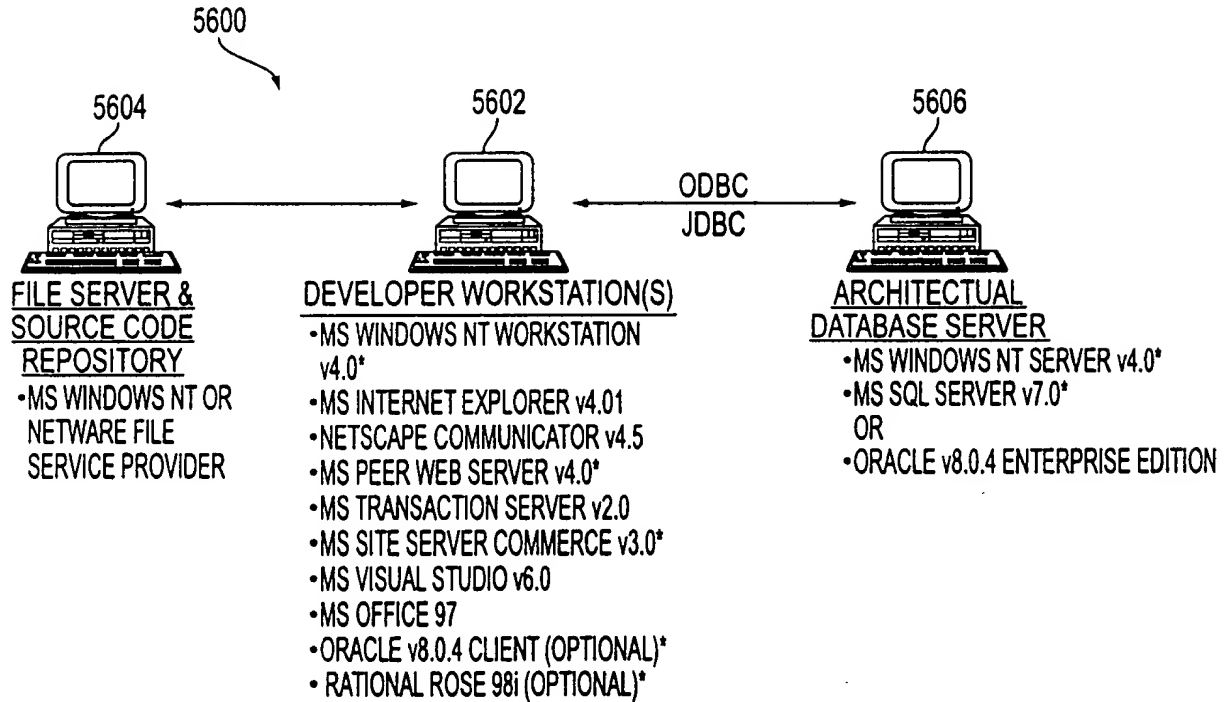 5600
5604
5602
5606
ODBC
JDBC
FILE SERVER &
SOURCE CODE
REPOSITORY
•MS WINDOWS NT OR
NETWARE FILE
SERVICE PROVIDER
DEVELOPER WORKSTATION(S)
•MS WINDOWS NT WORKSTATION
v4.0*
•MS INTERNET EXPLORER v4.01
•NETSCAPE COMMUNICATOR v4.5
•MS PEER WEB SERVER v4.0*
•MS TRANSACTION SERVER v2.0
•MS SITE SERVER COMMERCE v3.0*
•MS VISUAL STUDIO v6.0
•MS OFFICE 97
•ORACLE v8.0.4 CLIENT (OPTIONAL)*
• RATIONAL ROSE 98i (OPTIONAL)*
ARCHITECTUAL
DATABASE SERVER
•MS WINDOWS NT SERVER v4.0*
•MS SQL SERVER v7.0*
OR
•ORACLE v8.0.4 ENTERPRISE EDITION